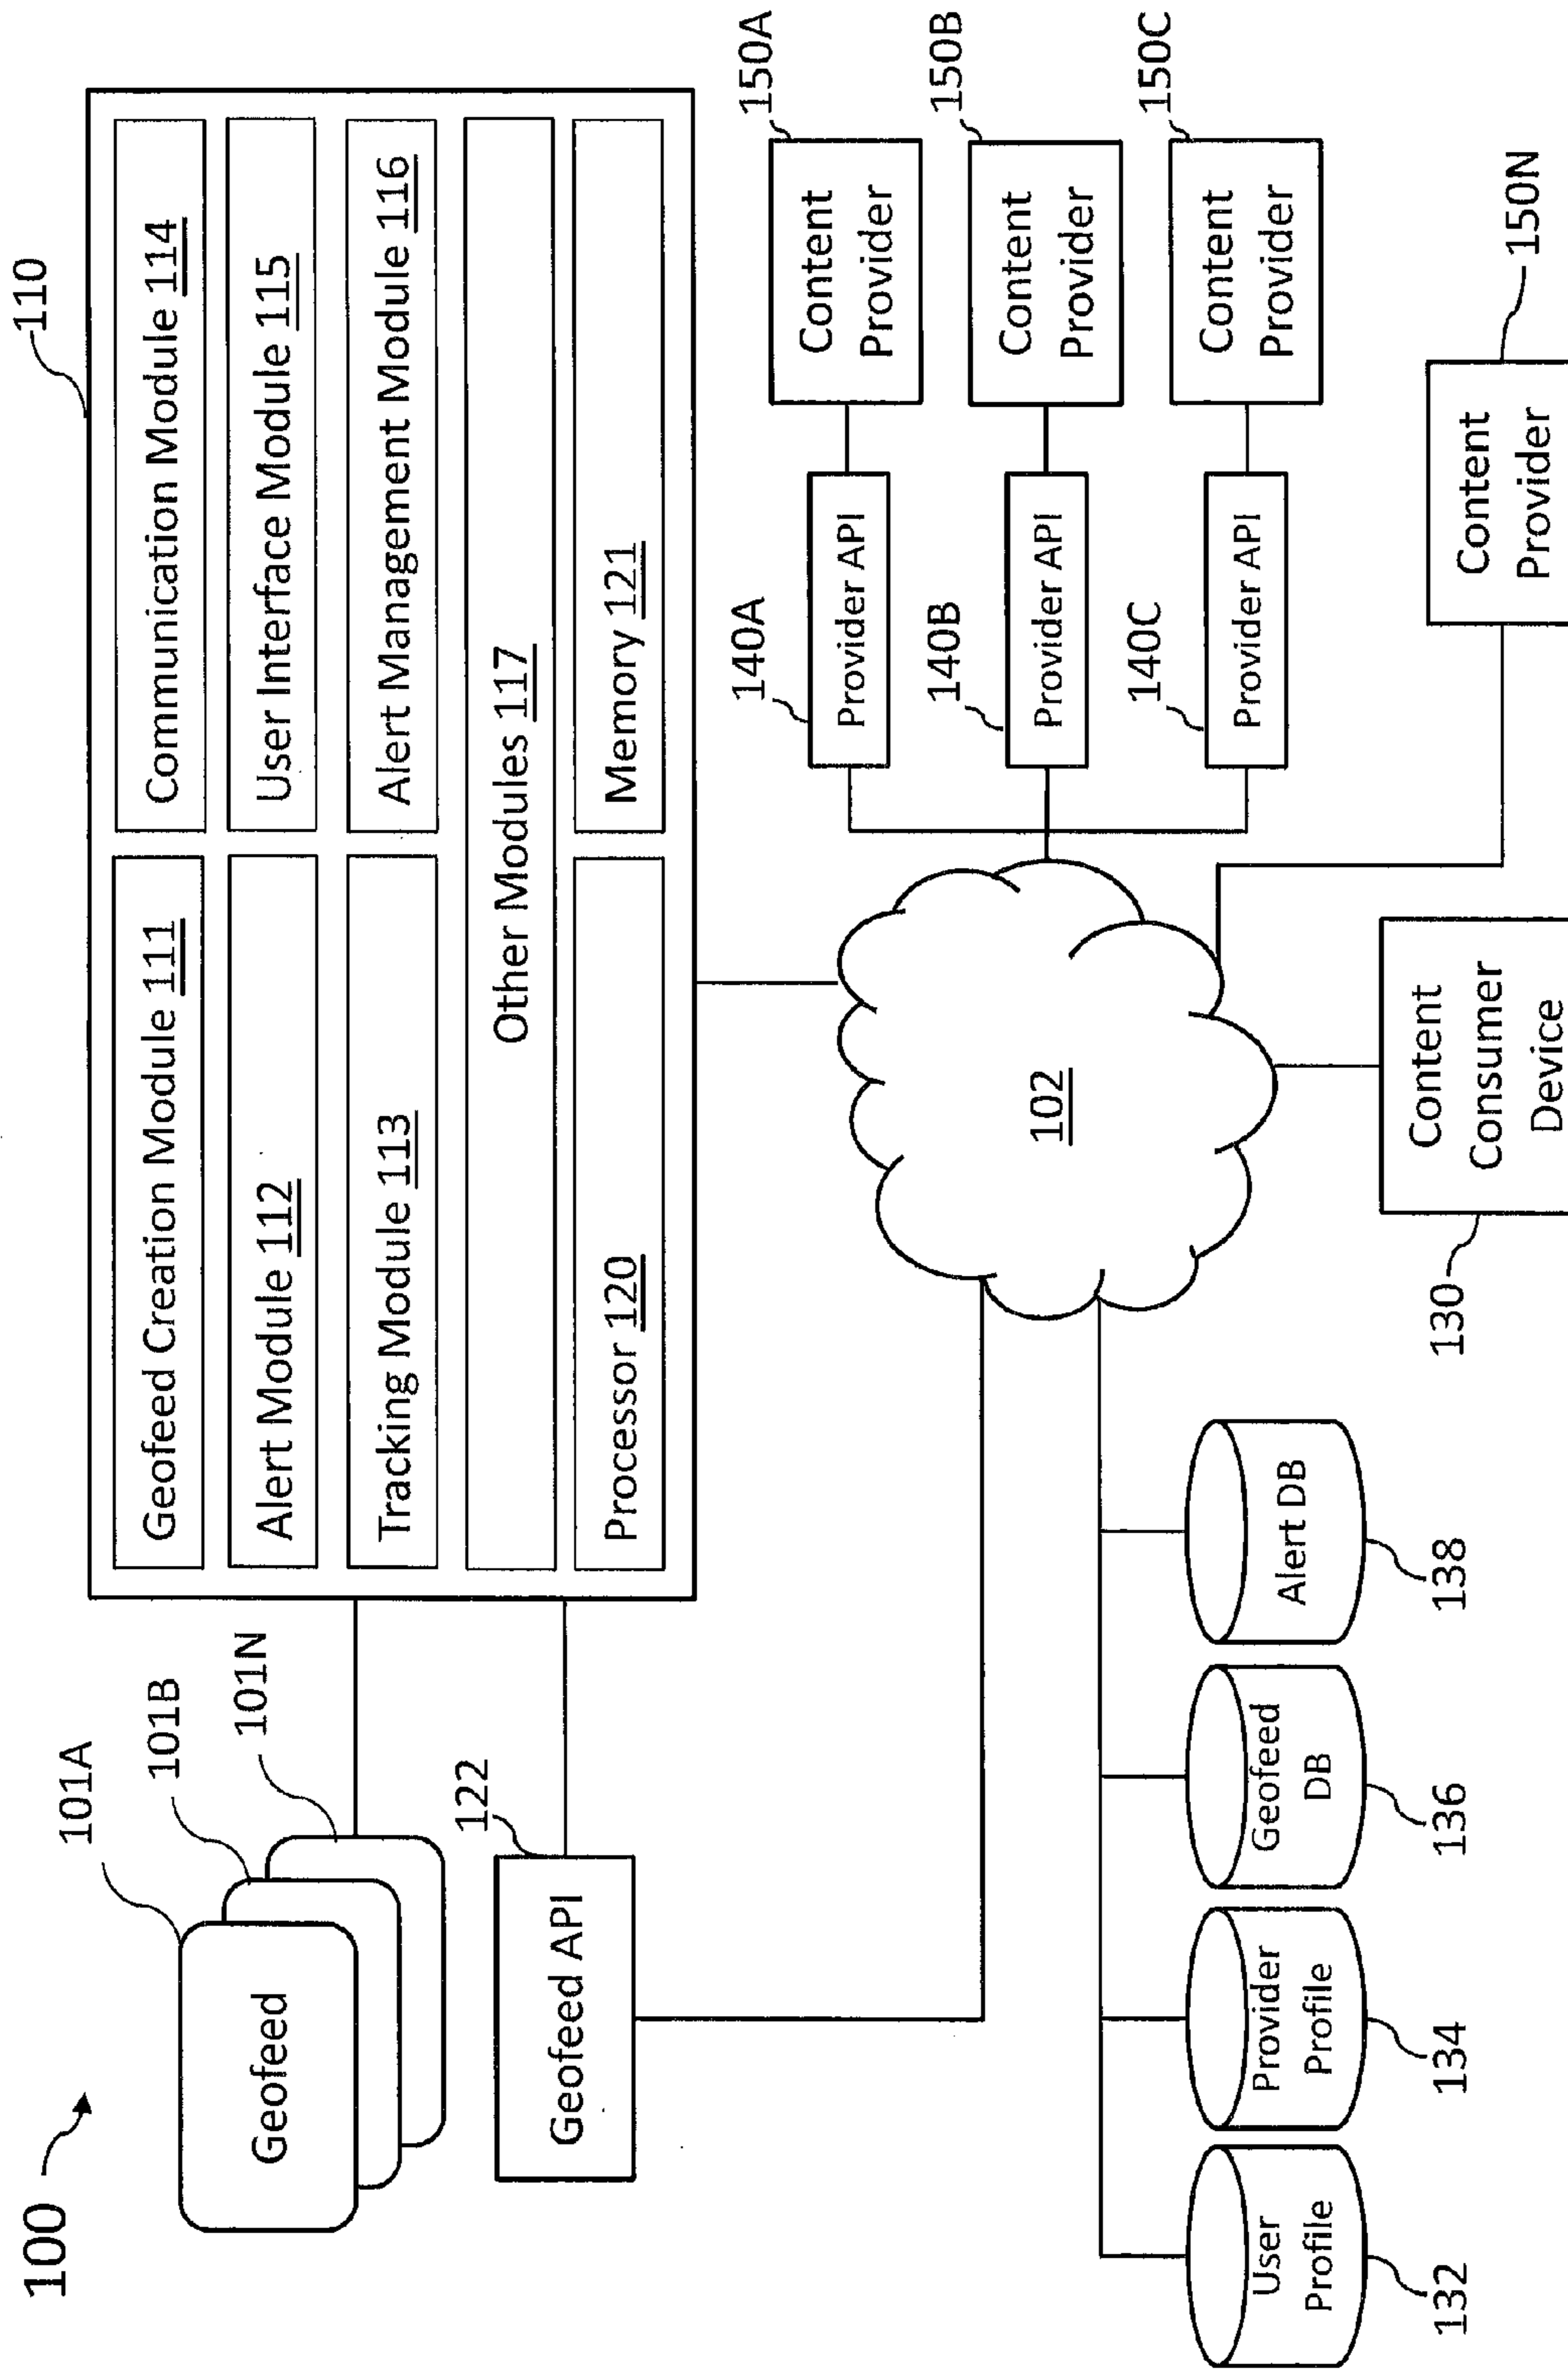 100
101A
101B
101N
Geofeed
122
Geofeed API
110
Geofeed Creation Module 111
Communication Module 114
Alert Module 112
User Interface Module 115
Tracking Module 113
Alert Management Module 116
Other Modules 117
Processor 120
Memory 121
102
140A
Provider API
Content
Provider
150A
140B
Provider API
Content
Provider
150B
140C
Provider API
Content
Provider
150C
Content
Provider
150N
Content
Consumer
Device
130
User
Profile
132
Provider
Profile
134
Geofeed
DB
136
Alert DB
138